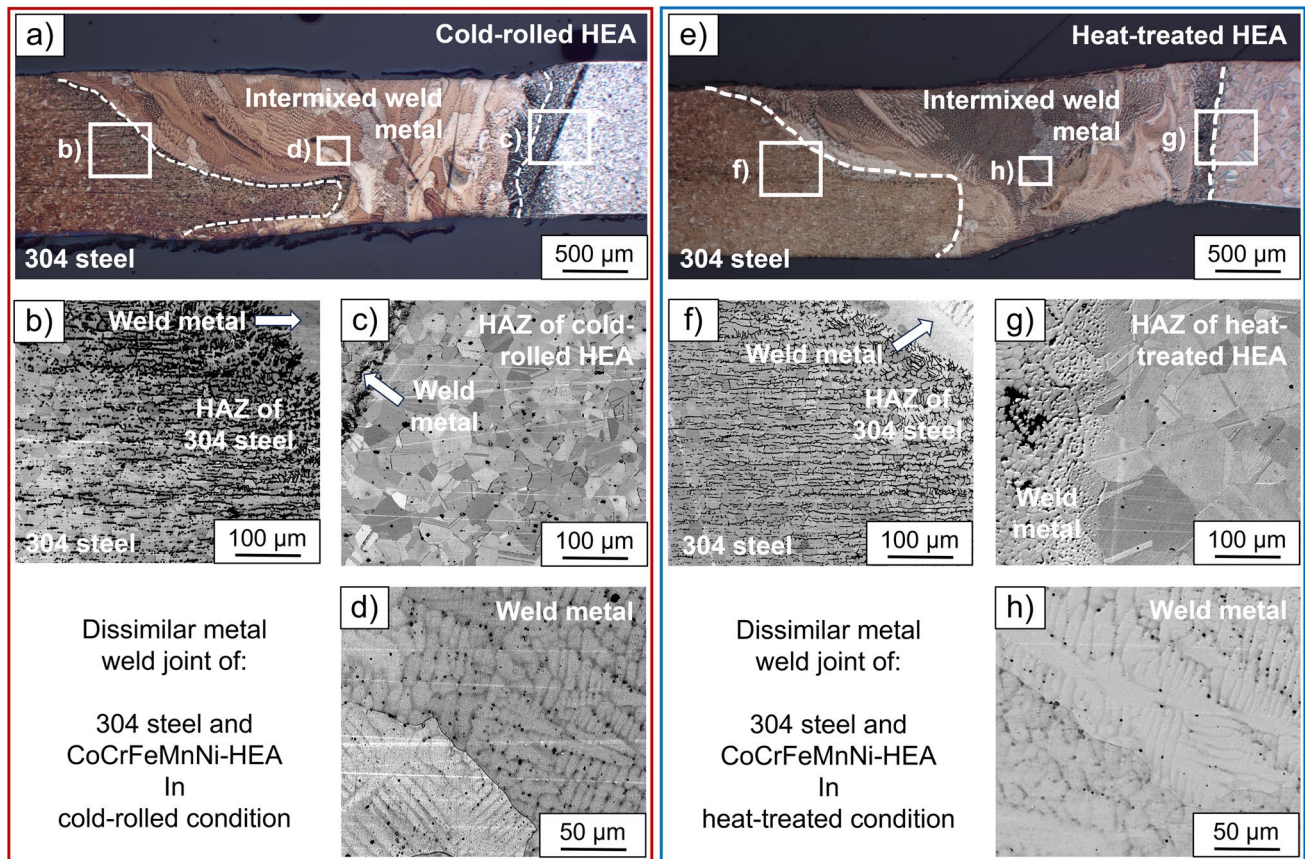 a)
Cold-rolled HEA
Intermixed weld
metal
b)
d)
c)
304 steel
500 µm
b)
Weld metal
HAZ of
304 steel
304 steel
100 µm
c)
HAZ of cold-
rolled HEA
Weld
metal
100 µm
Dissimilar metal
weld joint of:
304 steel and
CoCrFeMnNi-HEA
In
cold-rolled condition
d)
Weld metal
50 µm
e)
Heat-treated HEA
Intermixed weld
metal
f)
h)
g)
304 steel
500 µm
f)
Weld metal
HAZ of
304 steel
304 steel
100 µm
g)
HAZ of heat-
treated HEA
Weld
metal
100 µm
Dissimilar metal
weld joint of:
304 steel and
CoCrFeMnNi-HEA
In
heat-treated condition
h)
Weld metal
50 µm